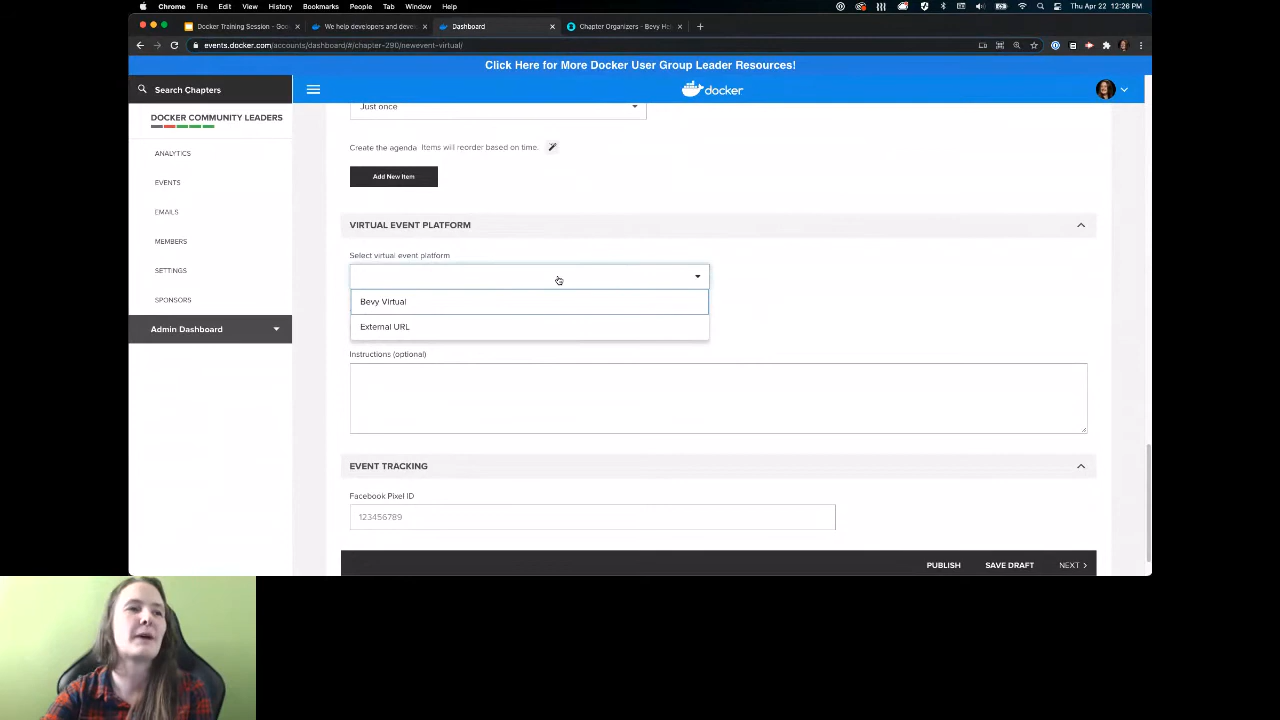 Chrome File Edit View History Bookmarks People Tab Window Help
Thu Apr 22 12:26 PM
Docker Training Session - Goo
We help developers and devel
Dashboard
Chapter Organizers - Bevy He
events.docker.com/accounts/dashboard/#/chapter-290/newevent-virtual/
Click Here for More Docker User Group Leader Resources!
Search Chapters
docker
DOCKER COMMUNITY LEADERS
ANALYTICS
EVENTS
EMAILS
MEMBERS
SETTINGS
SPONSORS
Admin Dashboard
Just once
Create the agenda Items will reorder based on time.
Add New Item
VIRTUAL EVENT PLATFORM
Select virtual event platform
Bevy Virtual
External URL
Instructions (optional)
EVENT TRACKING
Facebook Pixel ID
123456789
PUBLISH SAVE DRAFT NEXT